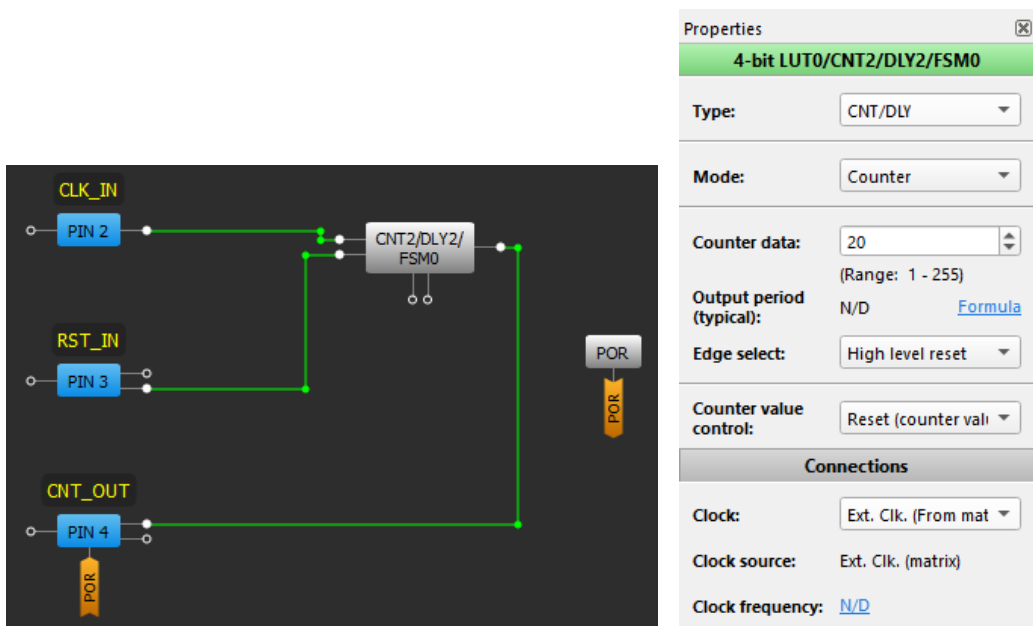 CLK_IN
PIN 2
CNT2/DLY2/
FSM0
RST_IN
PIN 3
POR
POR
CNT_OUT
PIN 4
POR
Properties
4-bit LUT0/CNT2/DLY2/FSM0
Type: CNT/DLY
Mode: Counter
Counter data: 20
(Range: 1 - 255)
Output period
(typical): N/D Formula
Edge select: High level reset
Counter value
control: Reset (counter valu
Connections
Clock: Ext. Clk. (From mat
Clock source: Ext. Clk. (matrix)
Clock frequency: N/D